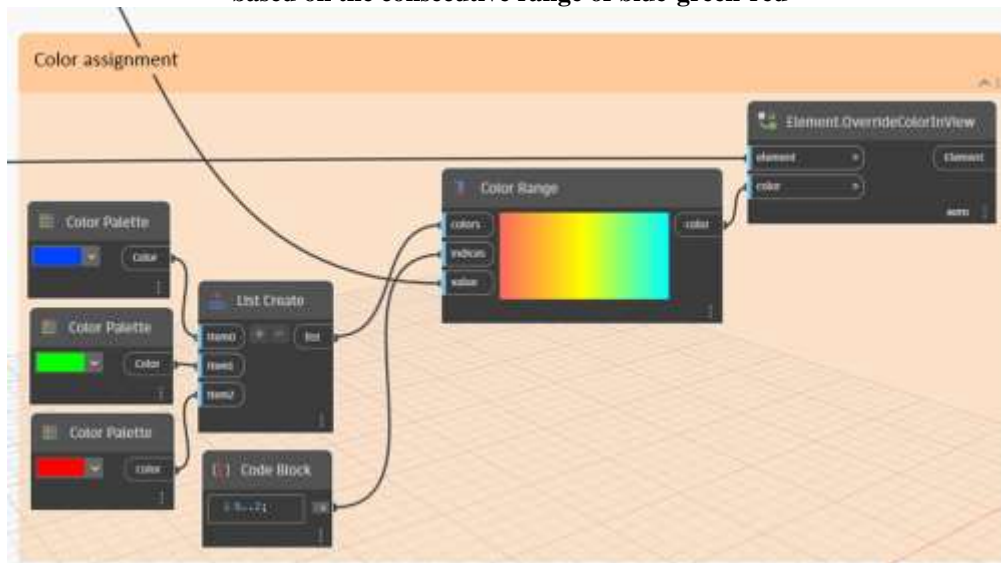 based on the consecutive range of blue-green-red
Color assignment
Element.OverrideColorInView
element
Element
color
AUTO
Color Range
colors
color
indices
value
Color Palette
Color
List Create
item0
+
-
list
item1
item2
Color Palette
Color
Color Palette
Color
Code Block